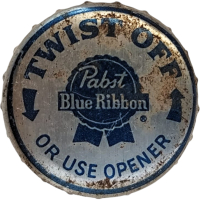 TWIST OFF
Pabst
Blue Ribbon
®
OR USE OPENER